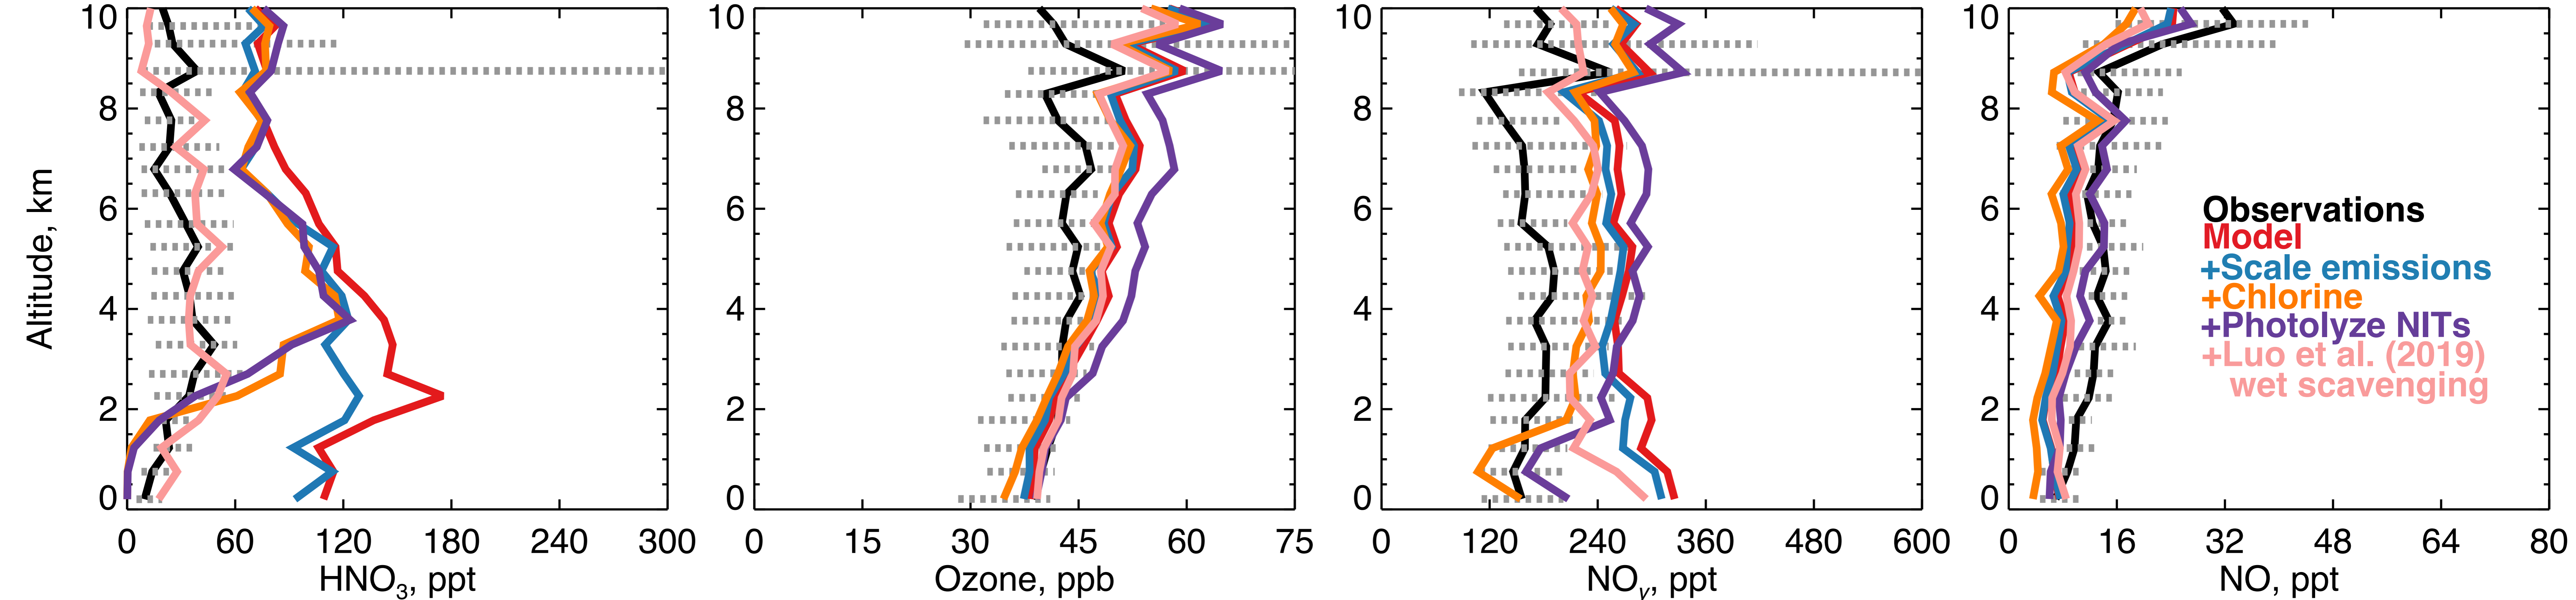 Altitude, km
10
8
6
4
2
0
0 60 120 180 240 300
HNO3, ppt
10
8
6
4
2
0
0 15 30 45 60 75
Ozone, ppb
10
8
6
4
2
0
0 120 240 360 480 600
NOy, ppt
10
8
6
4
2
0
0 16 32 48 64 80
NO, ppt
Observations
Model
+Scale emissions
+Chlorine
+Photolyze NITs
+Luo et al. (2019)
wet scavenging